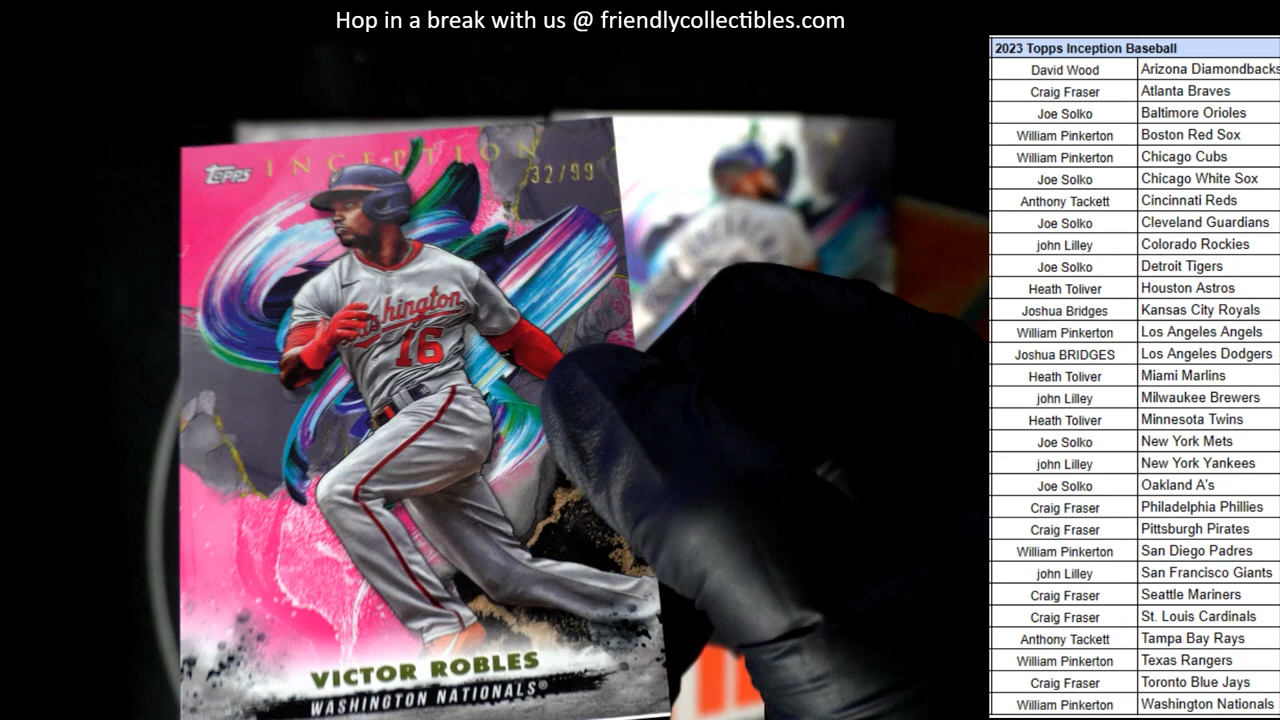 Hop in a break with us @ friendlycollectibles.com
TOPPS INCEPTION
32/99
Washington
16
VICTOR ROBLES
WASHINGTON NATIONALS®
2023 Topps Inception Baseball
David Wood Arizona Diamondbacks
Craig Fraser Atlanta Braves
Joe Solko Baltimore Orioles
William Pinkerton Boston Red Sox
William Pinkerton Chicago Cubs
Joe Solko Chicago White Sox
Anthony Tackett Cincinnati Reds
Joe Solko Cleveland Guardians
john Lilley Colorado Rockies
Joe Solko Detroit Tigers
Heath Toliver Houston Astros
Joshua Bridges Kansas City Royals
William Pinkerton Los Angeles Angels
Joshua BRIDGES Los Angeles Dodgers
Heath Toliver Miami Marlins
john Lilley Milwaukee Brewers
Heath Toliver Minnesota Twins
Joe Solko New York Mets
john Lilley New York Yankees
Joe Solko Oakland A's
Craig Fraser Philadelphia Phillies
Craig Fraser Pittsburgh Pirates
William Pinkerton San Diego Padres
john Lilley San Francisco Giants
Craig Fraser Seattle Mariners
Craig Fraser St. Louis Cardinals
Anthony Tackett Tampa Bay Rays
William Pinkerton Texas Rangers
Craig Fraser Toronto Blue Jays
William Pinkerton Washington Nationals